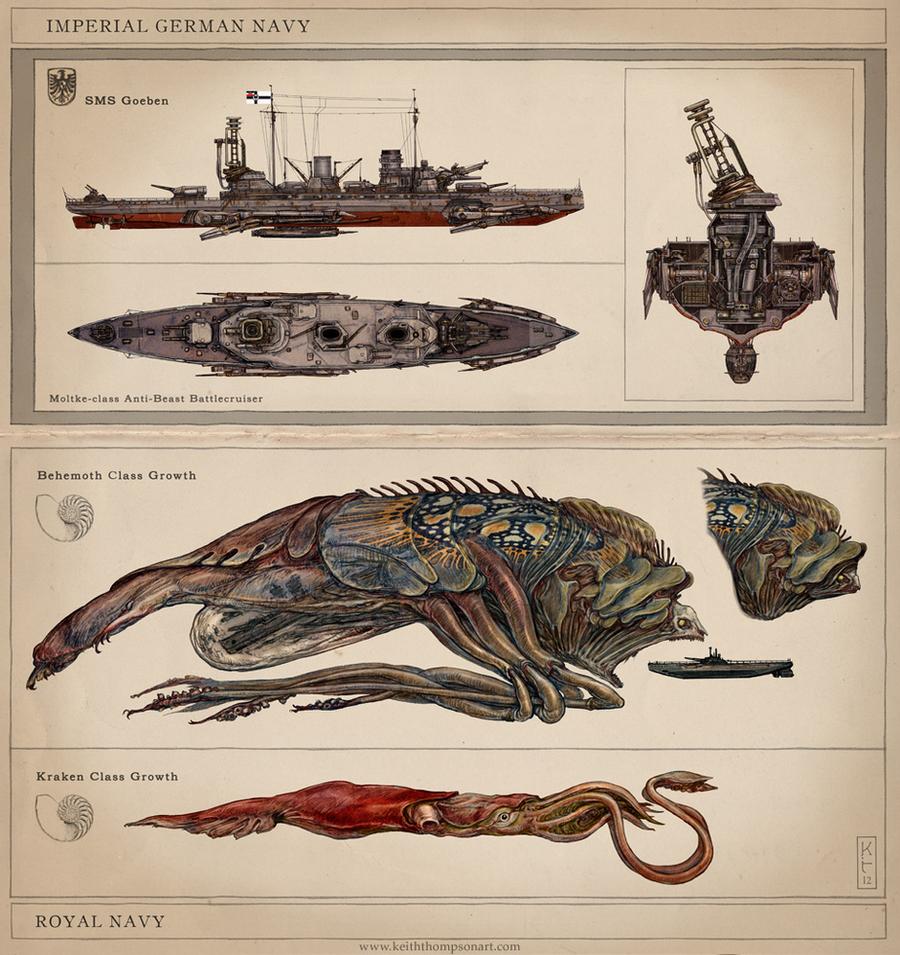 IMPERIAL GERMAN NAVY
SMS Goeben
Moltke-class Anti-Beast Battlecruiser
Behemoth Class Growth
Kraken Class Growth
K
T
12
ROYAL NAVY
www.keiththompsonart.com